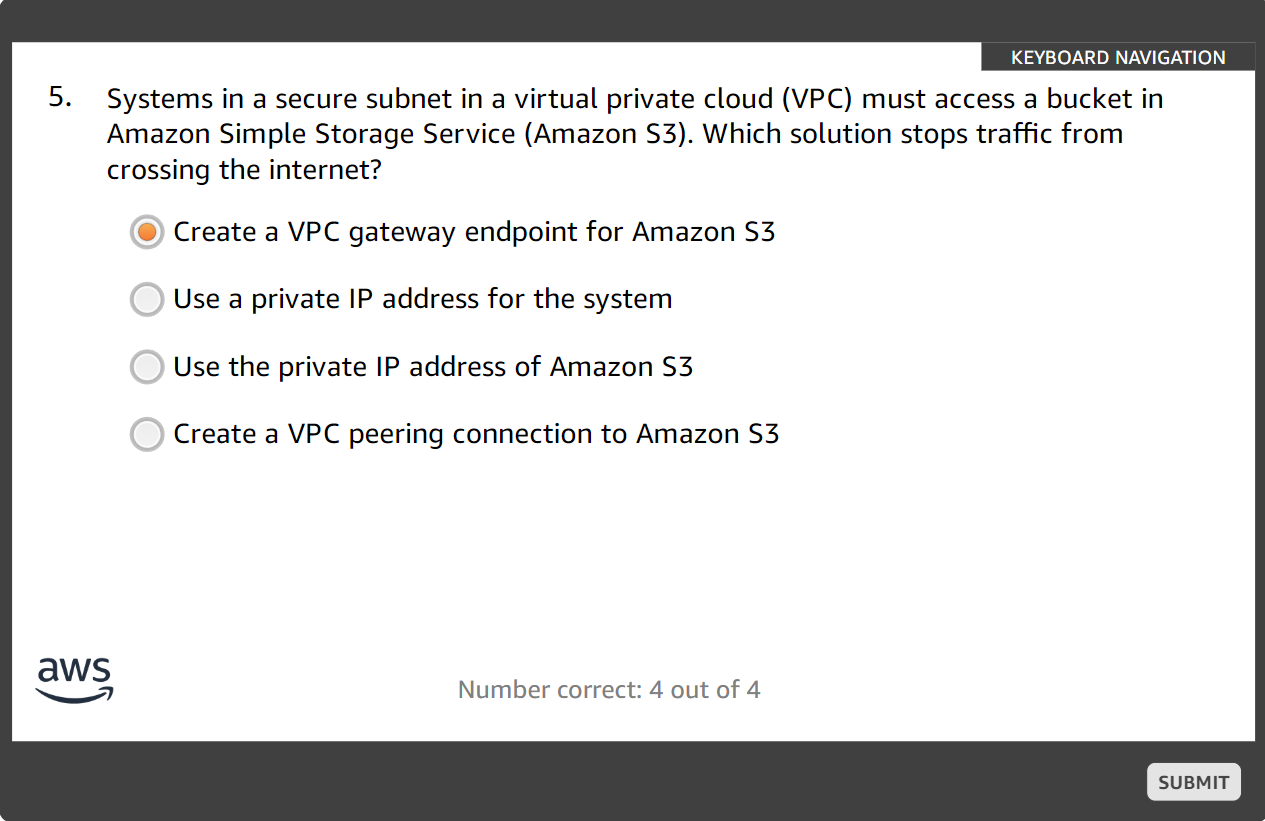 KEYBOARD NAVIGATION
5. Systems in a secure subnet in a virtual private cloud (VPC) must access a bucket in
Amazon Simple Storage Service (Amazon S3). Which solution stops traffic from
crossing the internet?
Create a VPC gateway endpoint for Amazon S3
Use a private IP address for the system
Use the private IP address of Amazon S3
Create a VPC peering connection to Amazon S3
aws
Number correct: 4 out of 4
SUBMIT